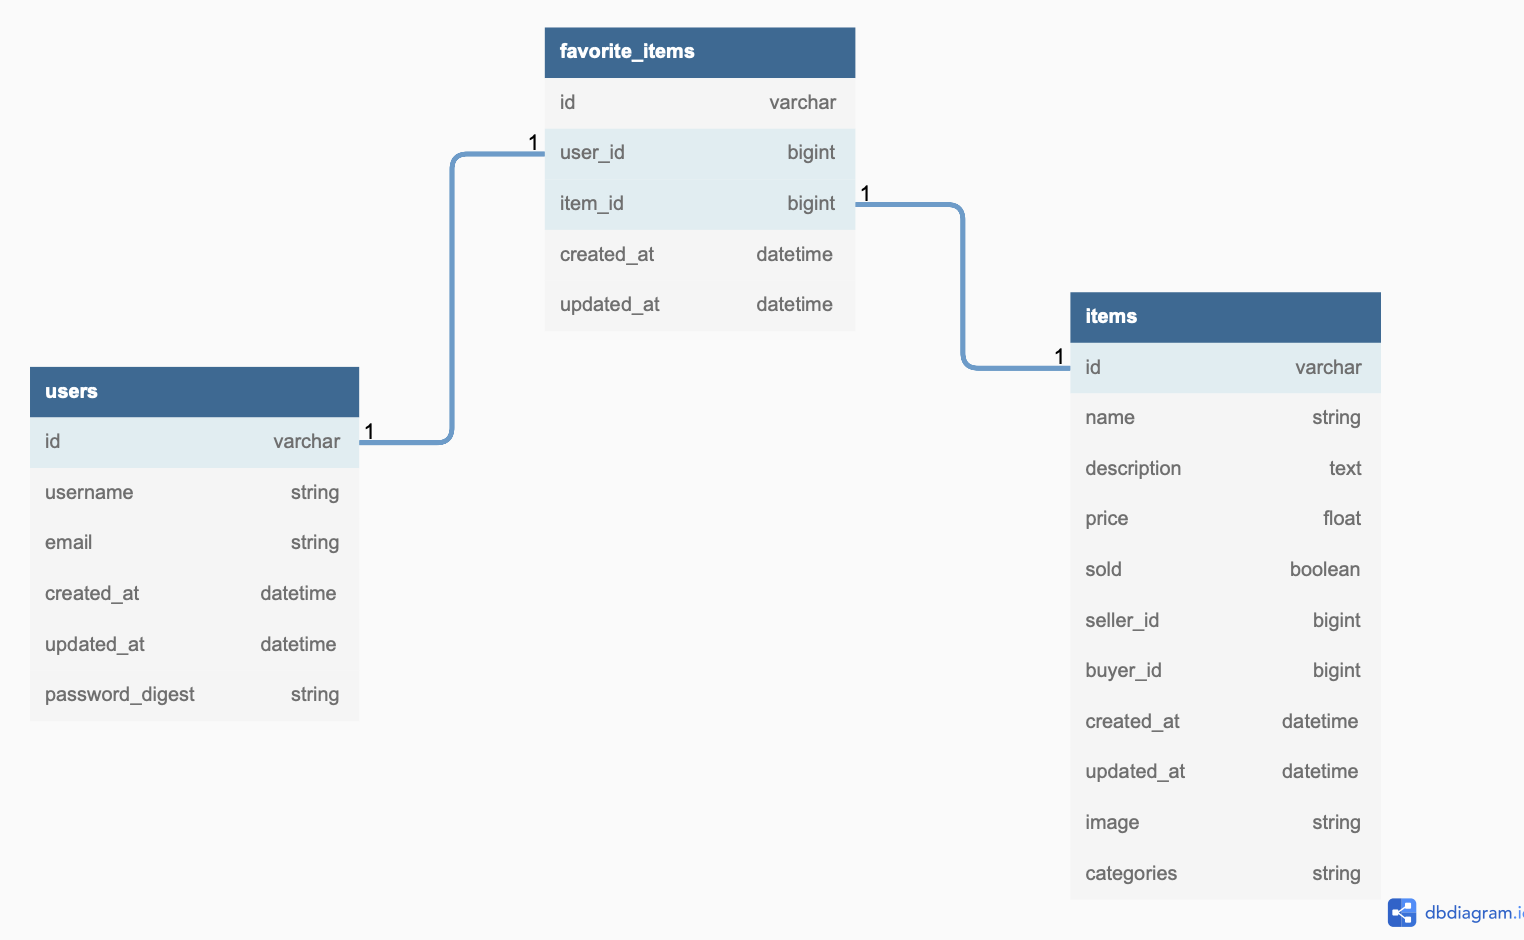 favorite_items
id varchar
1
user_id bigint
item_id bigint
1
created_at datetime
updated_at datetime
items
1
id varchar
name string
description text
price float
sold boolean
seller_id bigint
buyer_id bigint
created_at datetime
updated_at datetime
image string
categories string
users
id varchar
1
username string
email string
created_at datetime
updated_at datetime
password_digest string
dbdiagram.i